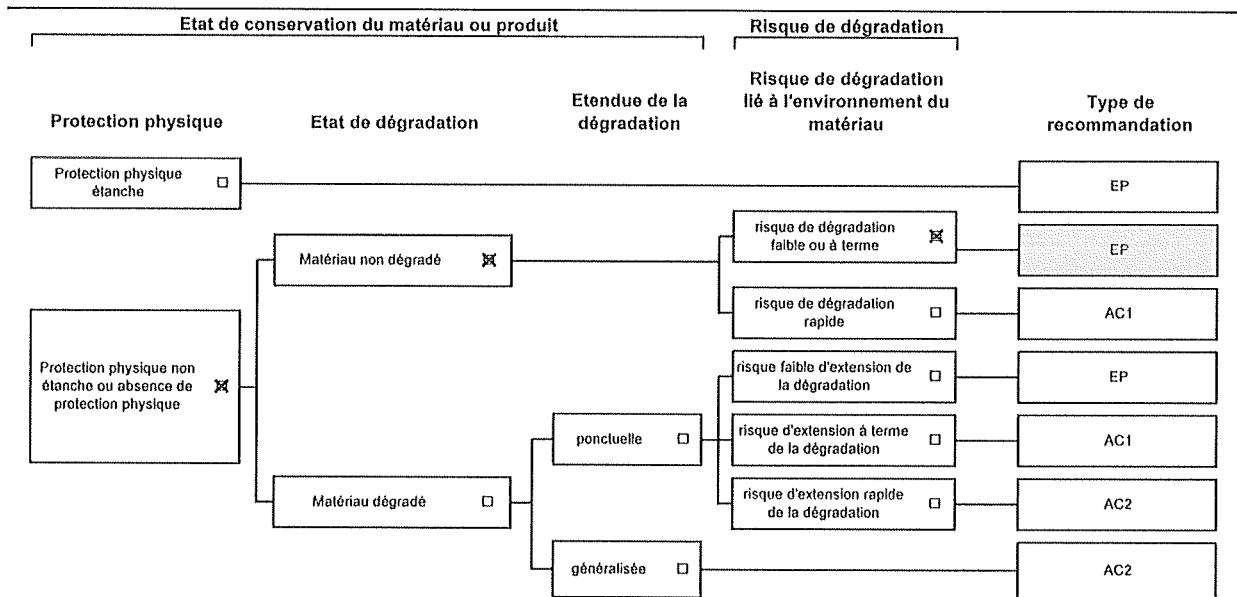 Etat de conservation du matériau ou produit
Risque de dégradation
Protection physique
Etat de dégradation
Etendue de la
dégradation
Risque de dégradation
lié à l'environnement du
matériau
Type de
recommandation
Protection physique
étanche
EP
Protection physique non
étanche ou absence de
protection physique
Matériau non dégradé
risque de dégradation
faible ou à terme
EP
risque de dégradation
rapide
AC1
Matériau dégradé
ponctuelle
risque faible d'extension de
la dégradation
EP
risque d'extension à terme
de la dégradation
AC1
risque d'extension rapide
de la dégradation
AC2
généralisée
AC2